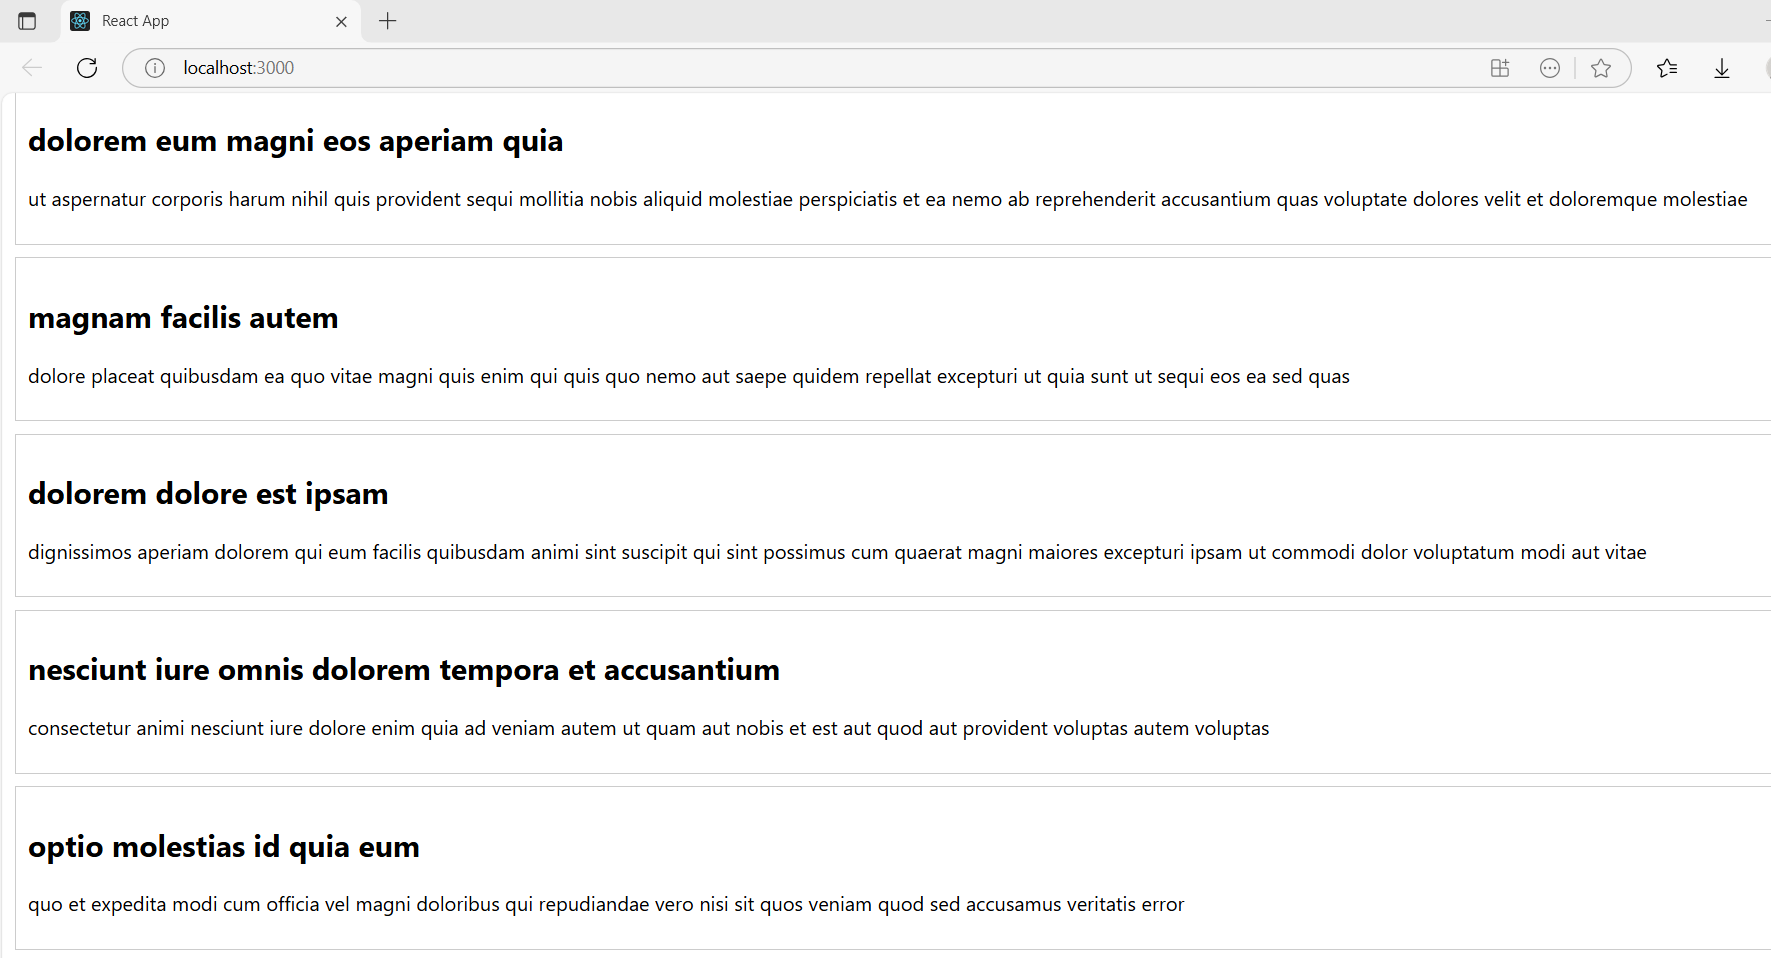 React App
localhost:3000
dolorem eum magni eos aperiam quia
ut aspernatur corporis harum nihil quis provident sequi mollitia nobis aliquid molestiae perspiciatis et ea nemo ab reprehenderit accusantium quas voluptate dolores velit et doloremque molestiae
magnam facilis autem
dolore placeat quibusdam ea quo vitae magni quis enim qui quis quo nemo aut saepe quidem repellat excepturi ut quia sunt ut sequi eos ea sed quas
dolorem dolore est ipsam
dignissimos aperiam dolorem qui eum facilis quibusdam animi sint suscipit qui sint possimus cum quaerat magni maiores excepturi ipsam ut commodi dolor voluptatum modi aut vitae
nesciunt iure omnis dolorem tempora et accusantium
consectetur animi nesciunt iure dolore enim quia ad veniam autem ut quam aut nobis et est aut quod aut provident voluptas autem voluptas
optio molestias id quia eum
quo et expedita modi cum officia vel magni doloribus qui repudiandae vero nisi sit quos veniam quod sed accusamus veritatis error